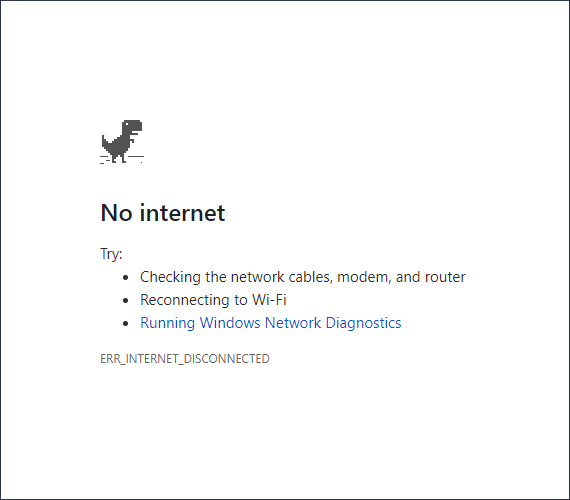 No internet
Try:
Checking the network cables, modem, and router
Reconnecting to Wi-Fi
Running Windows Network Diagnostics
ERR_INTERNET_DISCONNECTED